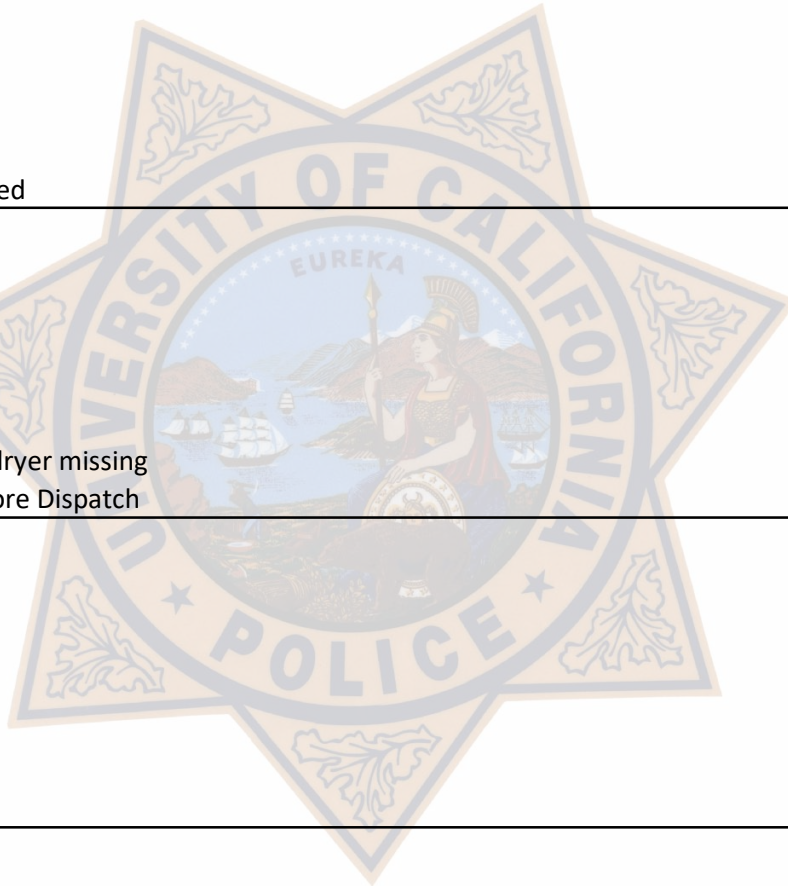 ed
UNIVERSITY OF CALIFORNIA
EUREKA
dryer missing
ore Dispatch
POLICE